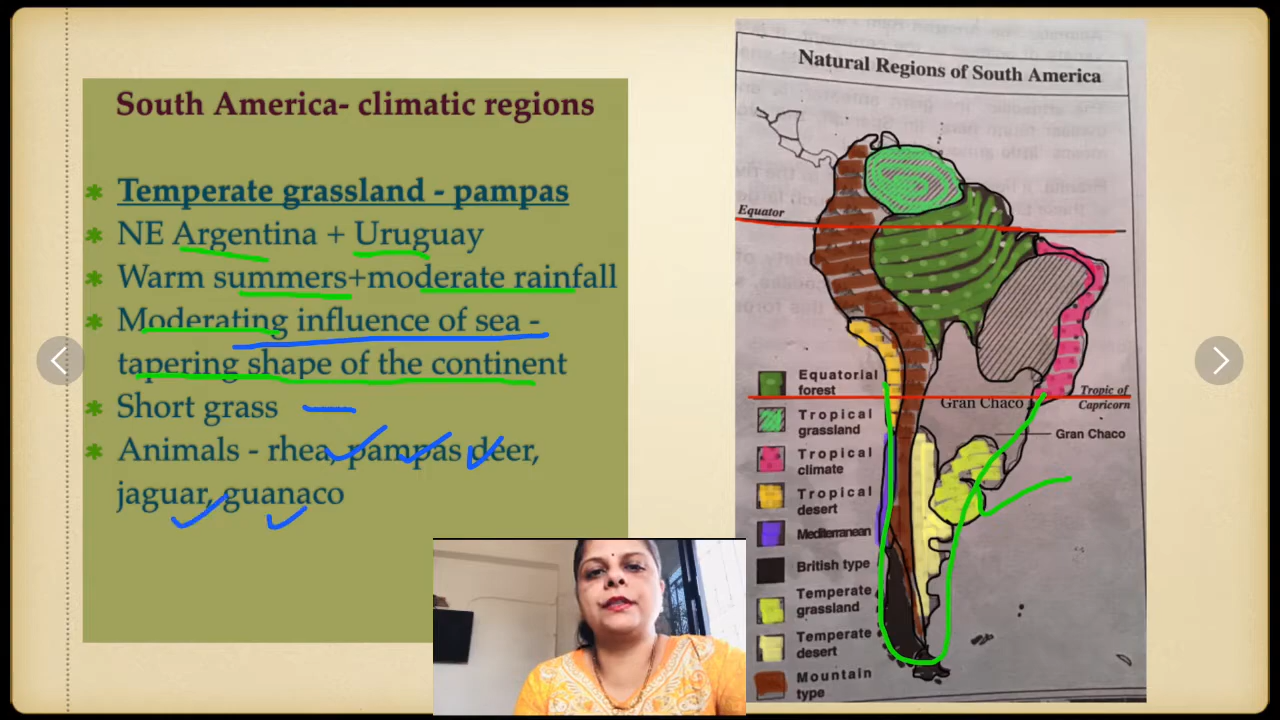 South America- climatic regions
Temperate grassland - pampas
NE Argentina + Uruguay
Warm summers+moderate rainfall
Moderating influence of sea -
tapering shape of the continent
Short grass
Animals - rhea, pampas deer,
jaguar, guanaco
Natural Regions of South America
Equator
Tropic of
Capricorn
Gran Chaco
Gran Chaco
Equatorial
forest
Tropical
grassland
Tropical
climate
Tropical
desert
Mediterranean
British type
Temperate
grassland
Temperate
desert
Mountain
type